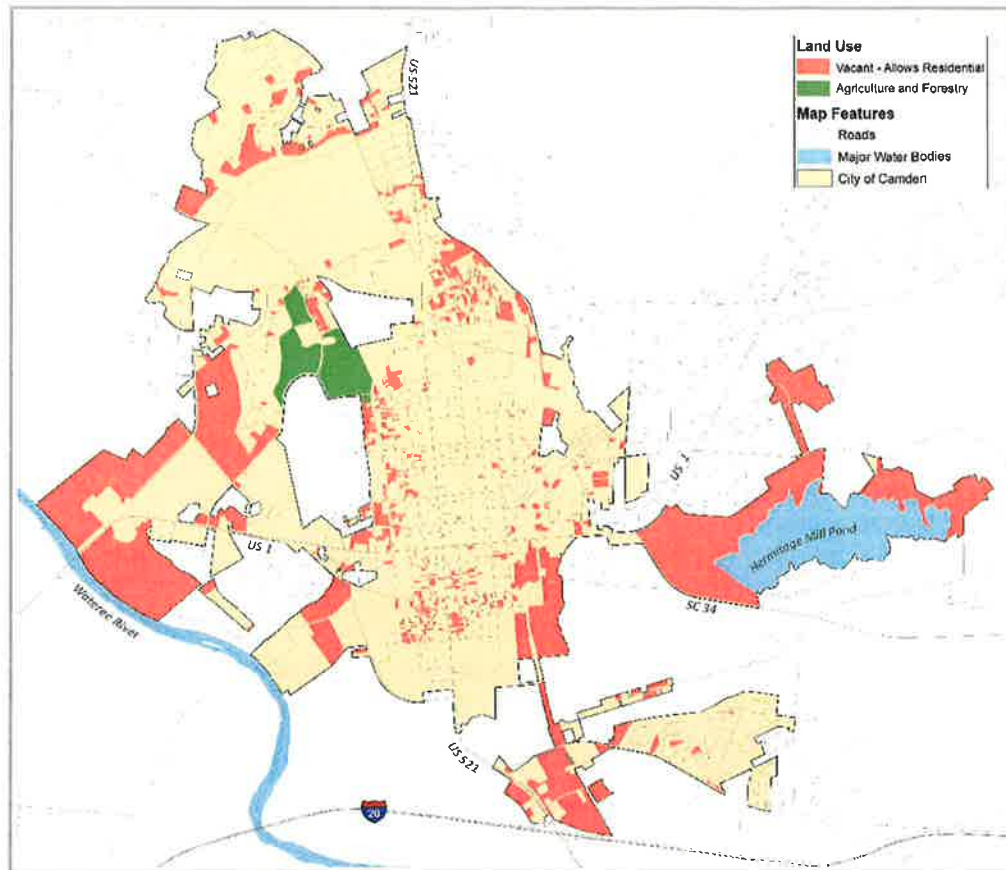 Land Use
Vacant - Allows Residential
Agriculture and Forestry
Map Features
Roads
Major Water Bodies
City of Camden
US 521
US 1
Hermitage Mill Pond
US 1
SC 34
Wateree River
US 521
20